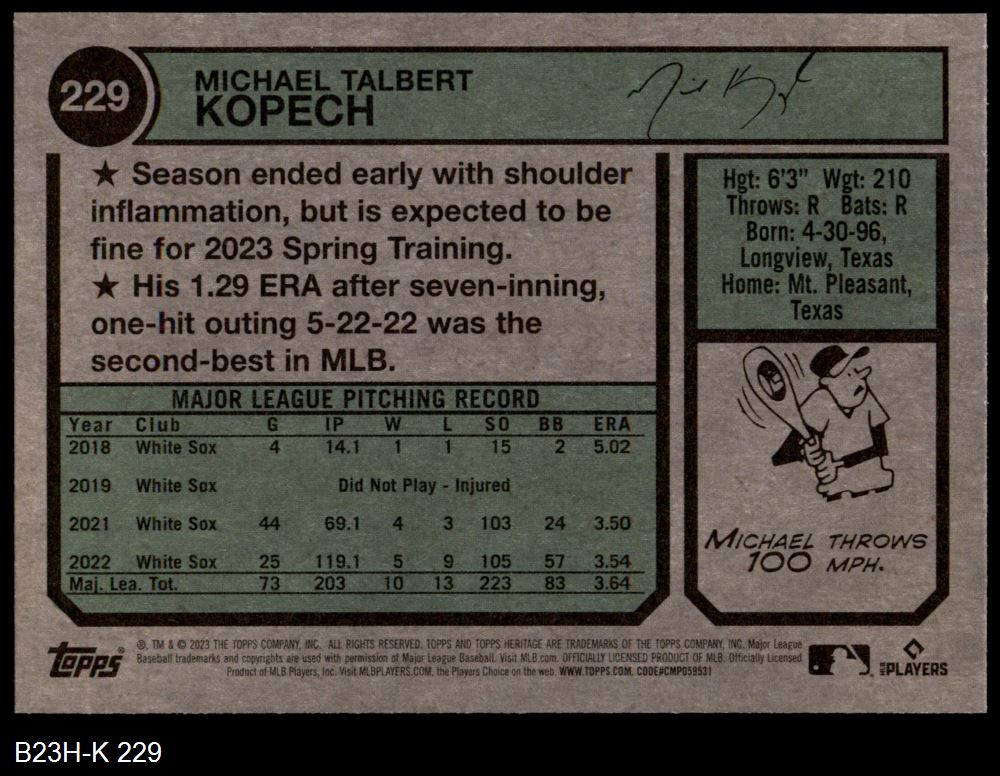 229
MICHAEL TALBERT
KOPECH
★ Season ended early with shoulder
inflammation, but is expected to be
fine for 2023 Spring Training.
★ His 1.29 ERA after seven-inning,
one-hit outing 5-22-22 was the
second-best in MLB.
Hgt: 6'3" Wgt: 210
Throws: R Bats: R
Born: 4-30-96,
Longview, Texas
Home: Mt. Pleasant,
Texas
MAJOR LEAGUE PITCHING RECORD
Year Club G IP W L SO BB ERA
2018 White Sox 4 14.1 1 1 15 2 5.02
2019 White Sox Did Not Play - Injured
2021 White Sox 44 69.1 4 3 103 24 3.50
2022 White Sox 25 119.1 5 9 105 57 3.54
Maj. Lea. Tot. 73 203 10 13 223 83 3.64
MICHAEL THROWS
100 MPH.
topps
®, TM & © 2023 THE TOPPS COMPANY, INC. ALL RIGHTS RESERVED. TOPPS AND TOPPS HERITAGE ARE TRADEMARKS OF THE TOPPS COMPANY, INC. Major League
Baseball trademarks and copyrights are used with permission of Major League Baseball. Visit MLB.com. OFFICIALLY LICENSED PRODUCT OF MLB. Officially Licensed
Product of MLB Players, Inc. Visit MLBPLAYERS.COM, the Players Choice on the web. WWW.TOPPS.COM. CODE#CMP059531
MLB PLAYERS
B23H-K 229